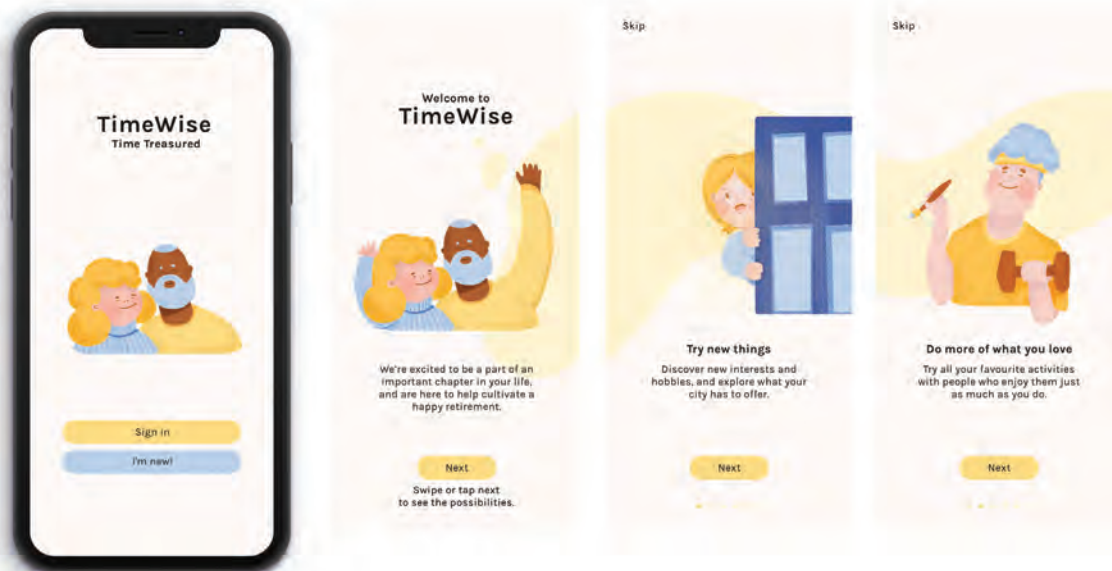 TimeWise
Time Treasured
Sign in
I'm new!
Welcome to
TimeWise
We're excited to be a part of an
important chapter in your life,
and are here to help cultivate a
happy retirement.
Next
Swipe or tap next
to see the possibilities.
Skip
Try new things
Discover new interests and
hobbies, and explore what your
city has to offer.
Next
Skip
Do more of what you love
Try all your favourite activities
with people who enjoy them just
as much as you do.
Next